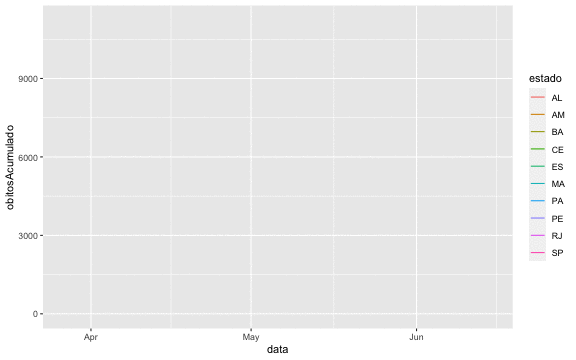 obitosAcumulado
9000
6000
3000
0
Apr
May
Jun
data
estado
AL
AM
BA
CE
ES
MA
PA
PE
RJ
SP